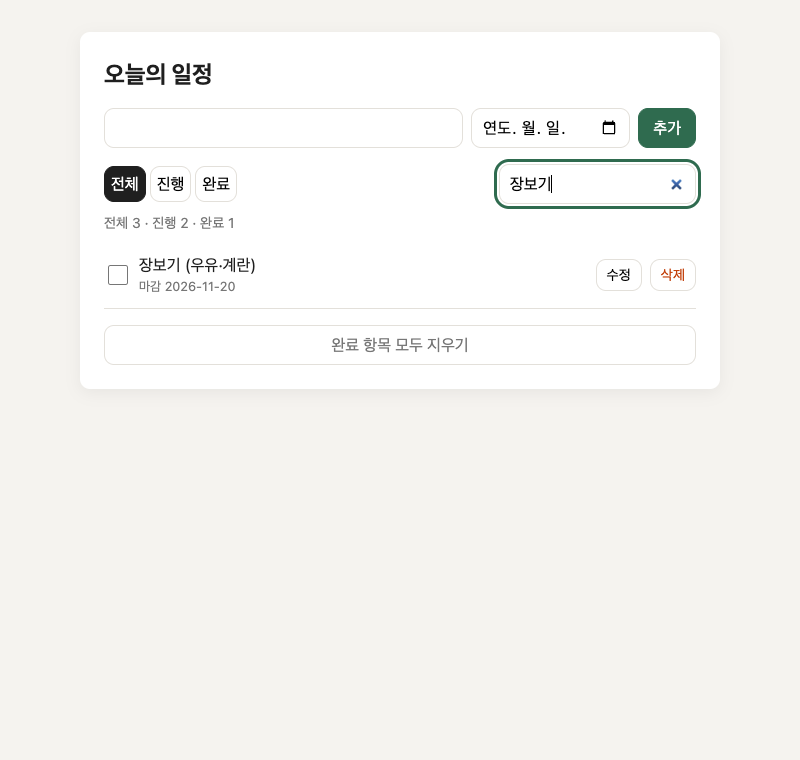 오늘의 일정
연도. 월. 일. 추가
전체 진행 완료 장보기
전체 3 · 진행 2 · 완료 1
장보기 (우유·계란)
마감 2026-11-20
수정 삭제
완료 항목 모두 지우기